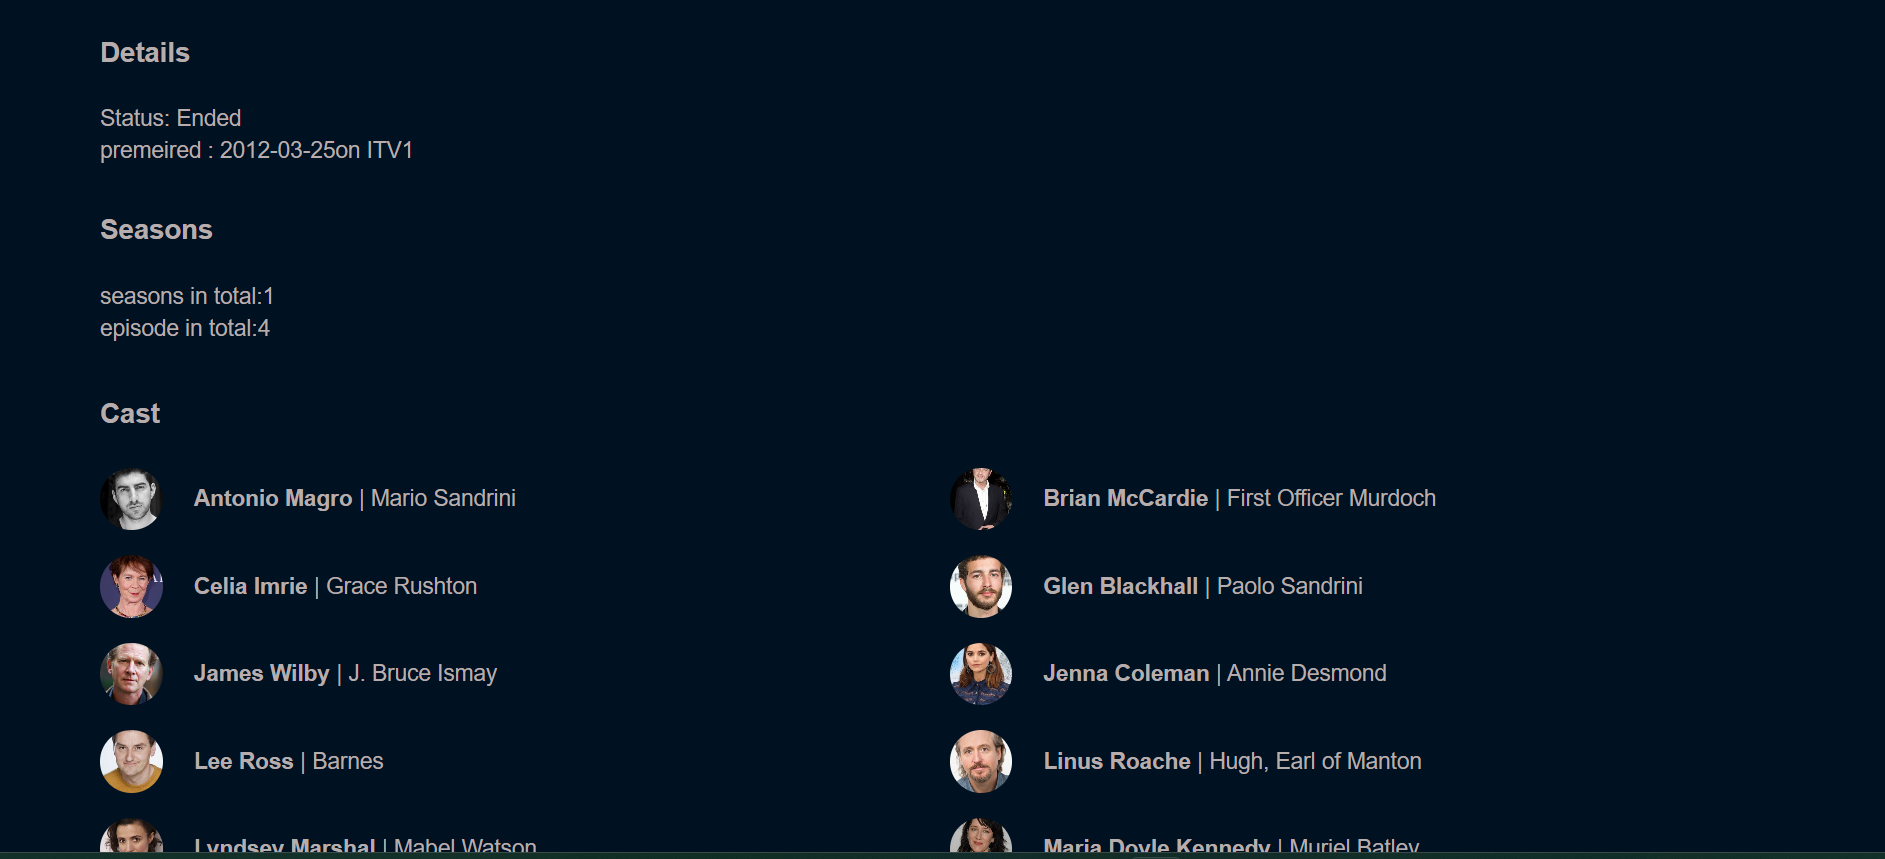 Details
Status: Ended
premeired : 2012-03-25on ITV1
Seasons
seasons in total:1
episode in total:4
Cast
Antonio Magro | Mario Sandrini
Brian McCardie | First Officer Murdoch
Celia Imrie | Grace Rushton
Glen Blackhall | Paolo Sandrini
James Wilby | J. Bruce Ismay
Jenna Coleman | Annie Desmond
Lee Ross | Barnes
Linus Roache | Hugh, Earl of Manton
Lyndsey Marshal | Mabel Watson
Maria Doyle Kennedy | Muriel Batley